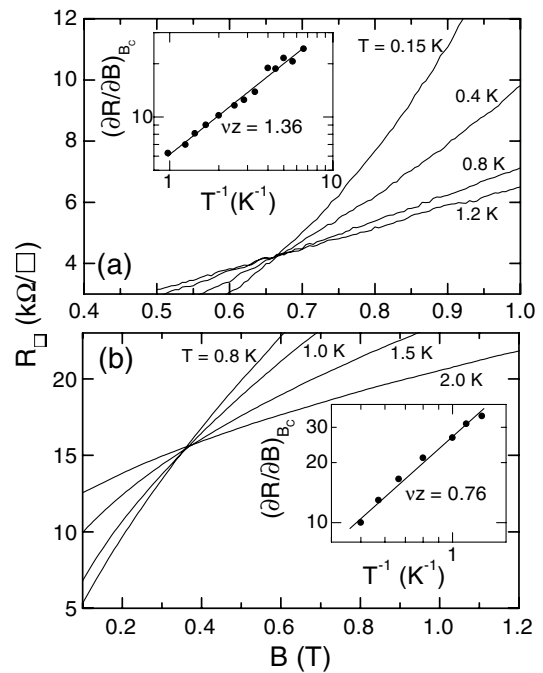 12
10
8
6
4
0.4 0.5 0.6 0.7 0.8 0.9 1.0
(a)
T = 0.15 K
0.4 K
0.8 K
1.2 K
(∂R/∂B)_{B_c}
10
1 10
T⁻¹(K⁻¹)
νz = 1.36
R□ (kΩ/□)
(b)
20
15
10
5
0.2 0.4 0.6 0.8 1.0 1.2
B (T)
T = 0.8 K
1.0 K
1.5 K
2.0 K
(∂R/∂B)_{B_c}
30
20
10
1
T⁻¹ (K⁻¹)
νz = 0.76